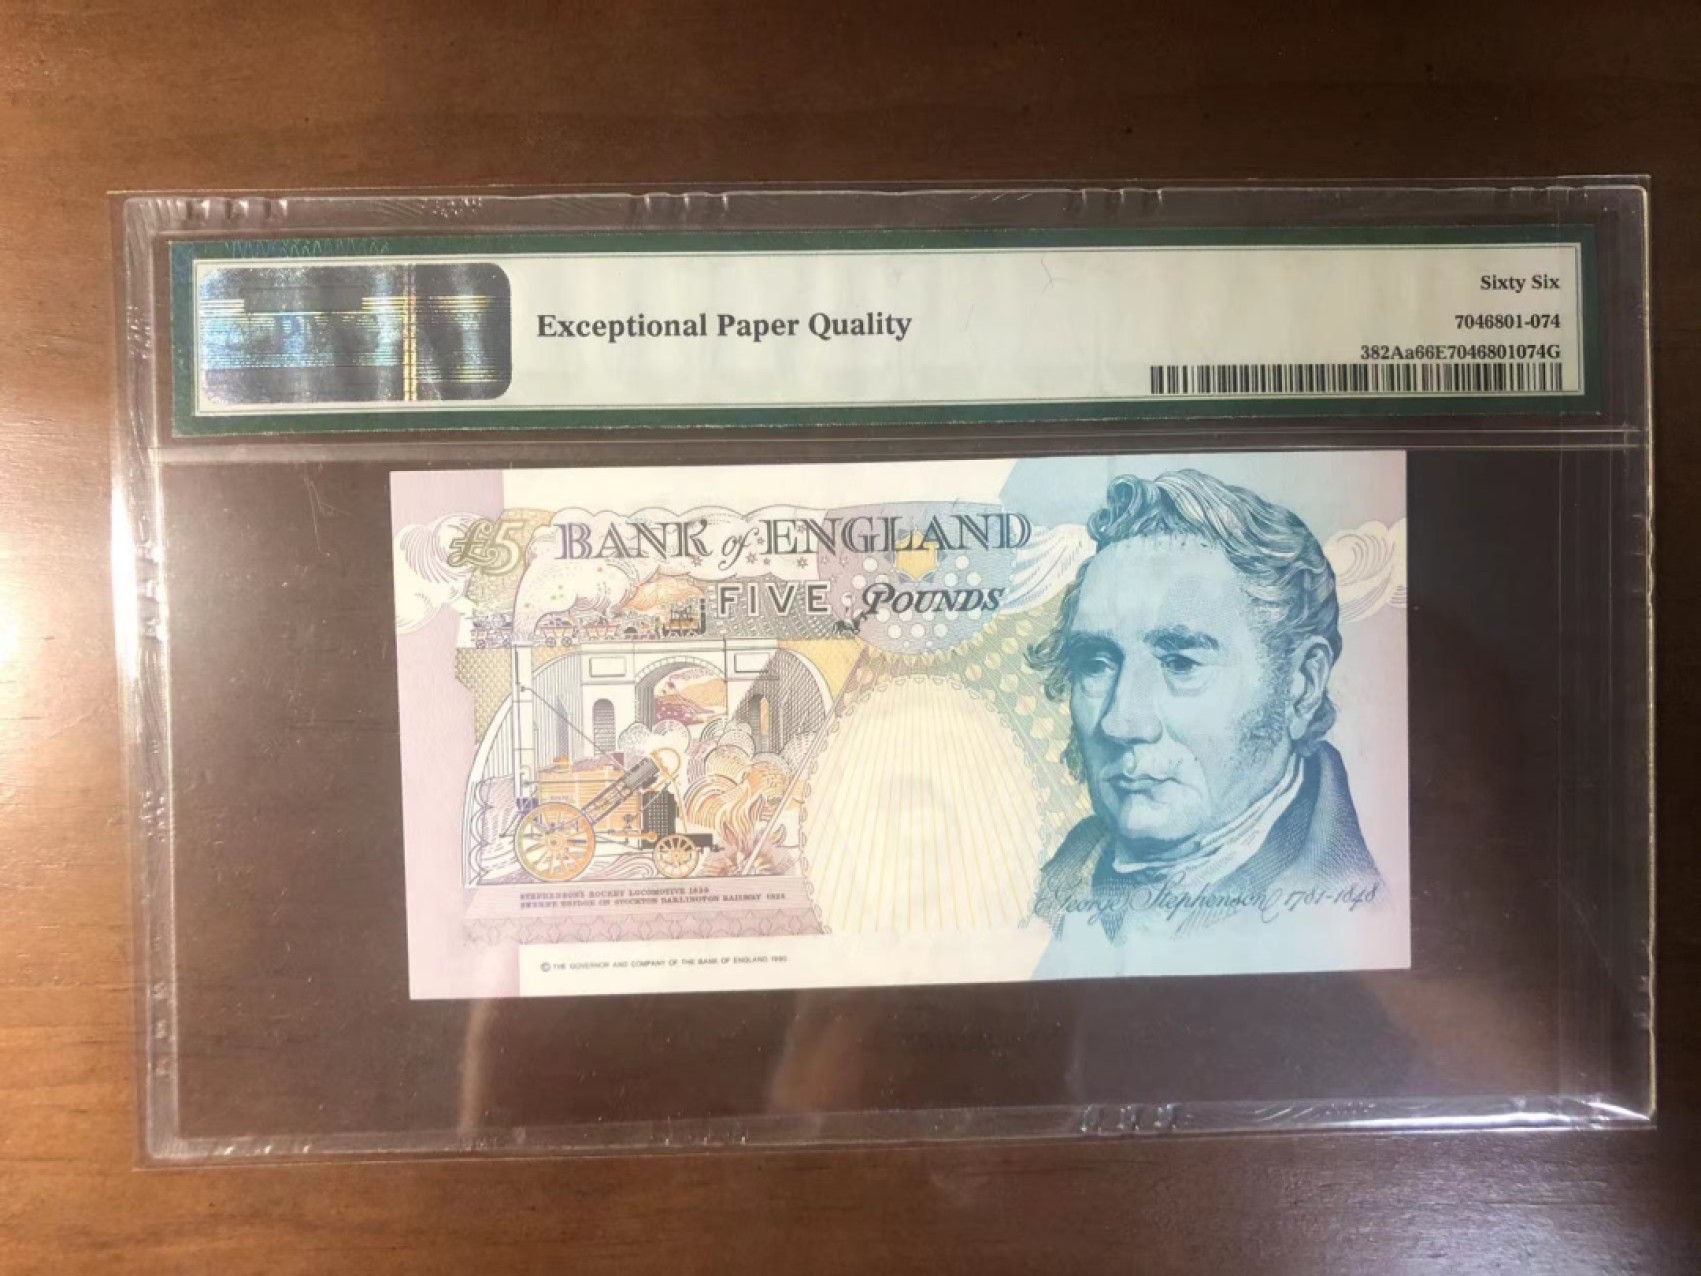 Sixty Six
Exceptional Paper Quality
7046801-074
382Aa66E7046801074G
£5 BANK of ENGLAND
FIVE POUNDS
STEPHENSON'S ROCKET LOCOMOTIVE 1829
SKERNE BRIDGE ON STOCKTON DARLINGTON RAILWAY 1825
George Stephenson 1781-1848
© THE GOVERNOR AND COMPANY OF THE BANK OF ENGLAND 1990